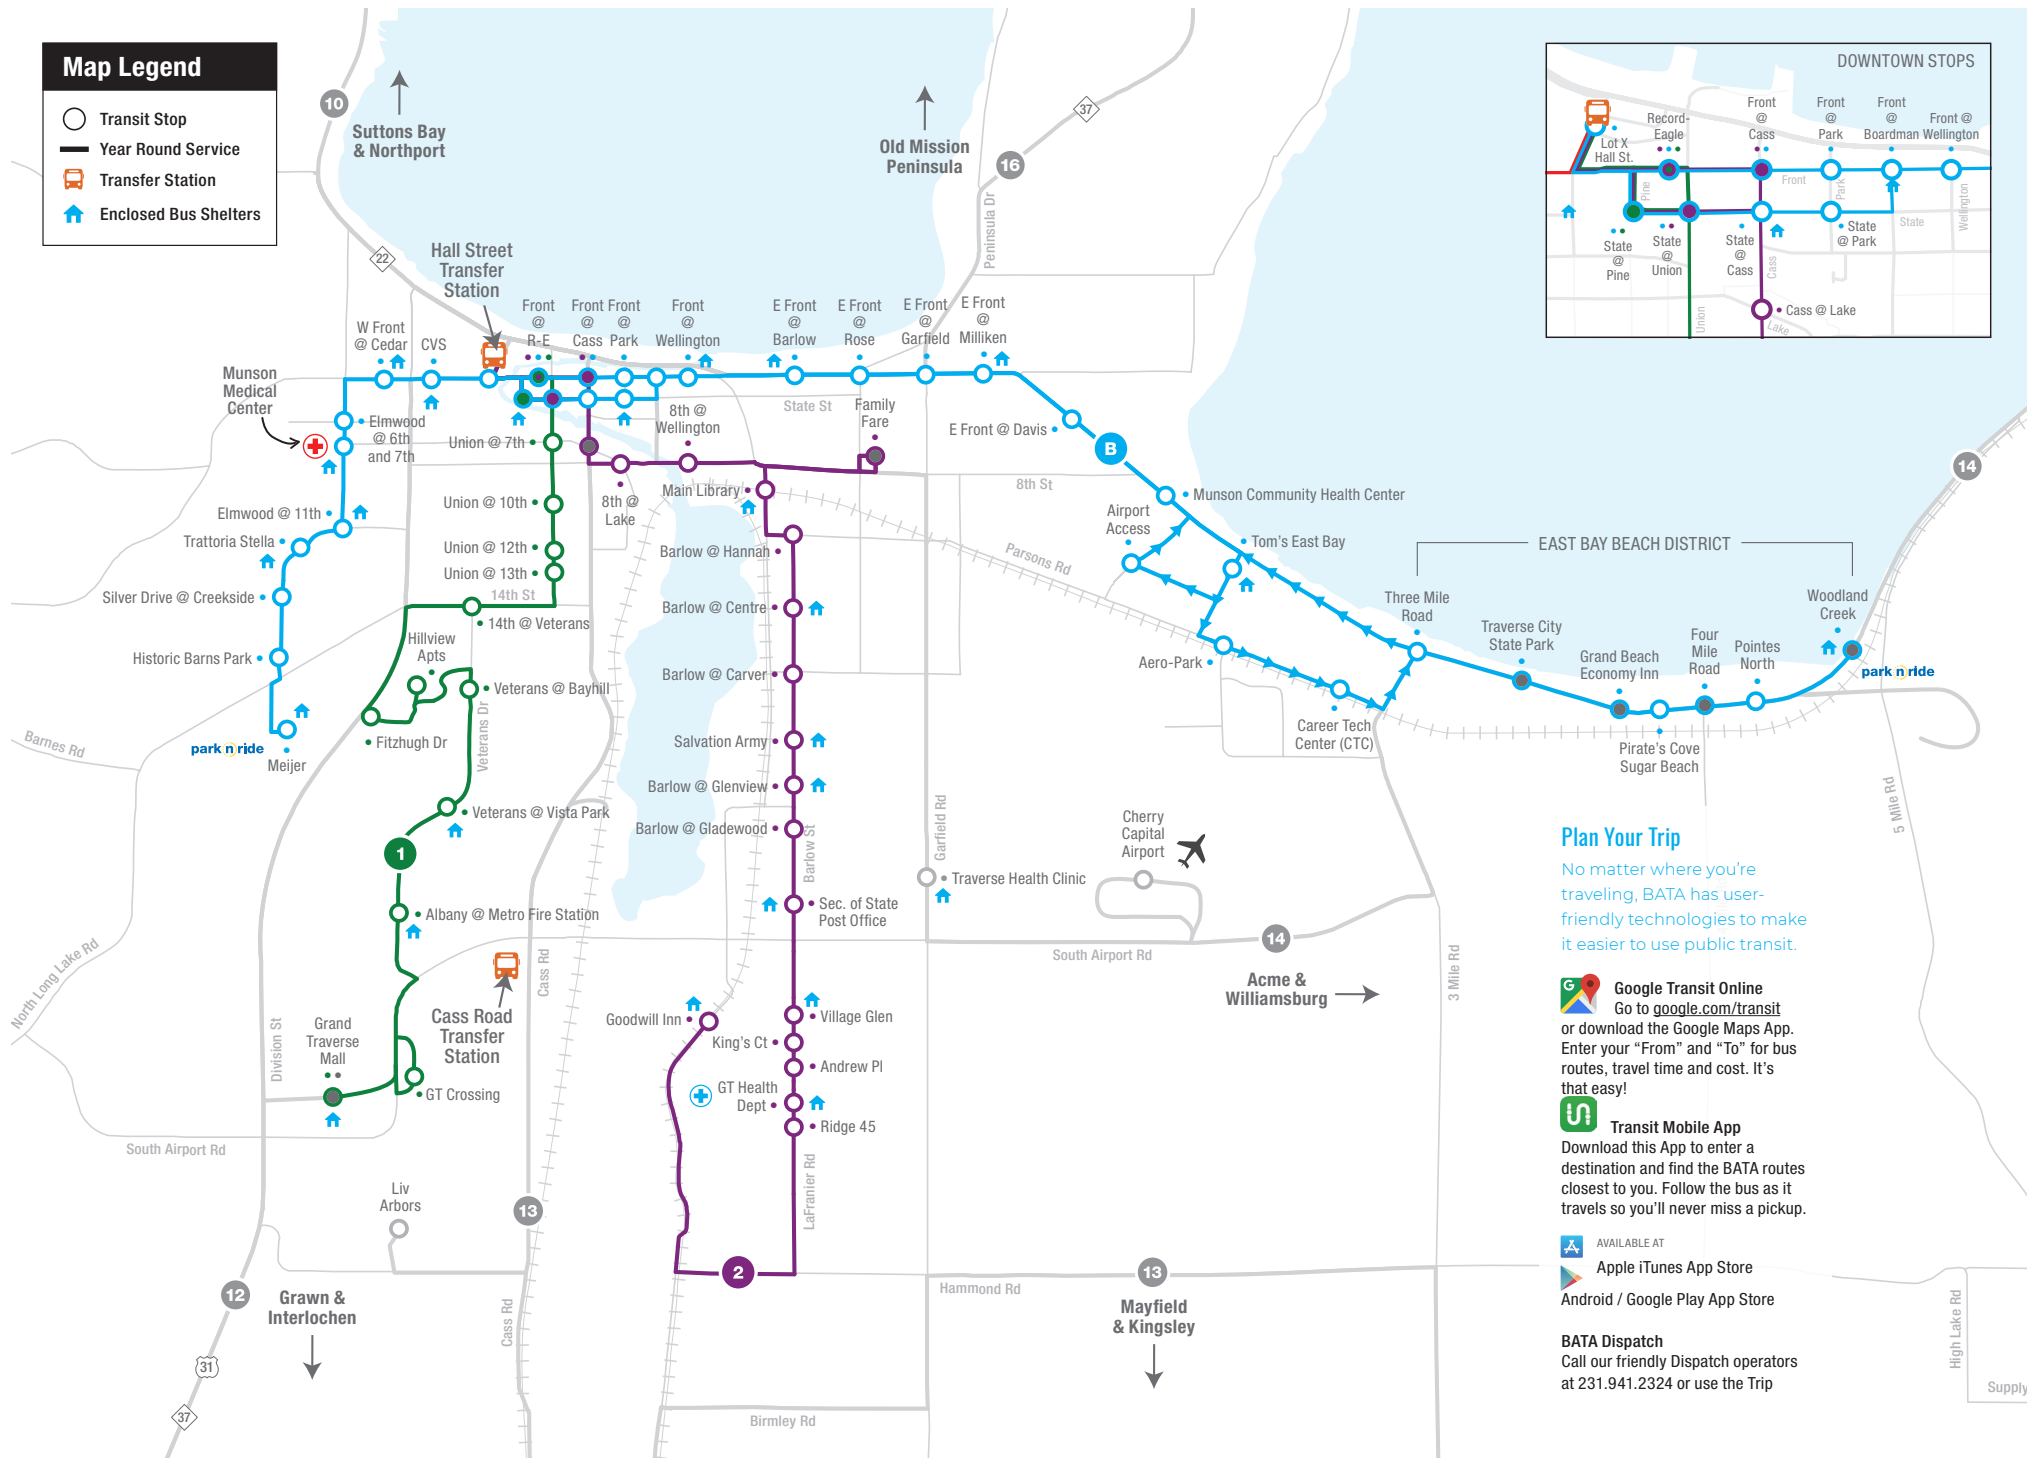 Map Legend
Transit Stop
Year Round Service
Transfer Station
Enclosed Bus Shelters
10
Suttons Bay
& Northport
Old Mission
Peninsula
16
37
22
Peninsula Dr
DOWNTOWN STOPS
Lot X
Hall St.
Record-
Eagle
Front
@
Cass
Front
@
Park
Front
@
Boardman
Front @
Wellington
Front
Pine
Park
State
Wellington
State
@
Pine
State
@
Union
State
@
Cass
State
@ Park
Cass
Union
Cass @ Lake
Lake
Hall Street
Transfer
Station
W Front
@ Cedar
CVS
Front
@
R-E
Front
@
Cass
Front
@
Park
Front
@
Wellington
E Front
@
Barlow
E Front
@
Rose
E Front
@
Garfield
E Front
@
Milliken
Munson
Medical
Center
Elmwood
@ 6th
and 7th
State St
8th @
Wellington
Family
Fare
E Front @ Davis
B
Union @ 7th
14
8th St
Main Library
Munson Community Health Center
Union @ 10th
8th @
Lake
Airport
Access
Elmwood @ 11th
Trattoria Stella
Union @ 12th
Barlow @ Hannah
Parsons Rd
Tom's East Bay
EAST BAY BEACH DISTRICT
Union @ 13th
14th St
Silver Drive @ Creekside
14th @ Veterans
Barlow @ Centre
Three Mile
Road
Woodland
Creek
Hillview
Apts
Traverse City
State Park
Four
Mile
Road
Pointes
North
Grand Beach
Economy Inn
Historic Barns Park
Aero-Park
Barlow @ Carver
park n ride
Veterans @ Bayhill
Veterans Dr
Fitzhugh Dr
Barnes Rd
park n ride
Meijer
Salvation Army
Career Tech
Center (CTC)
Pirate's Cove
Sugar Beach
Barlow @ Glenview
Veterans @ Vista Park
Barlow @ Gladewood
Barlow St
Garfield Rd
Cherry
Capital
Airport
5 Mile Rd
1
Traverse Health Clinic
Plan Your Trip
No matter where you're
traveling, BATA has user-
friendly technologies to make
it easier to use public transit.
Albany @ Metro Fire Station
Sec. of State
Post Office
14
South Airport Rd
North Long Lake Rd
Cass Rd
3 Mile Rd
Acme &
Williamsburg
Cass Road
Transfer
Station
Goodwill Inn
Village Glen
G
Google Transit Online
Go to google.com/transit
or download the Google Maps App.
Enter your “From” and “To” for bus
routes, travel time and cost. It's
that easy!
Division St
Grand
Traverse
Mall
King's Ct
Andrew Pl
GT Health
Dept
GT Crossing
Ridge 45
Transit Mobile App
Download this App to enter a
destination and find the BATA routes
closest to you. Follow the bus as it
travels so you'll never miss a pickup.
South Airport Rd
Liv
Arbors
LaFranier Rd
13
AVAILABLE AT
Apple iTunes App Store
Android / Google Play App Store
2
13
12
Grawn &
Interlochen
Cass Rd
Hammond Rd
Mayfield
& Kingsley
High Lake Rd
BATA Dispatch
Call our friendly Dispatch operators
at 231.941.2324 or use the Trip
31
37
Birmley Rd
Supply